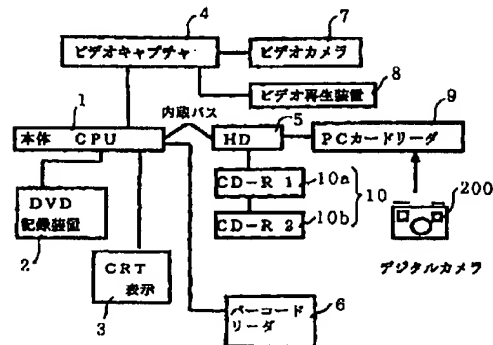 4
7
ビデオキャプチャ
ビデオカメラ
8
ビデオ再生装置
1
内蔵バス
5
9
本体 CPU
HD
PCカードリーダ
CD-R 1
10a
10
200
CD-R 2
10b
DVD
記録装置
2
デジタルカメラ
CRT
表示
3
6
バーコード
リーダ